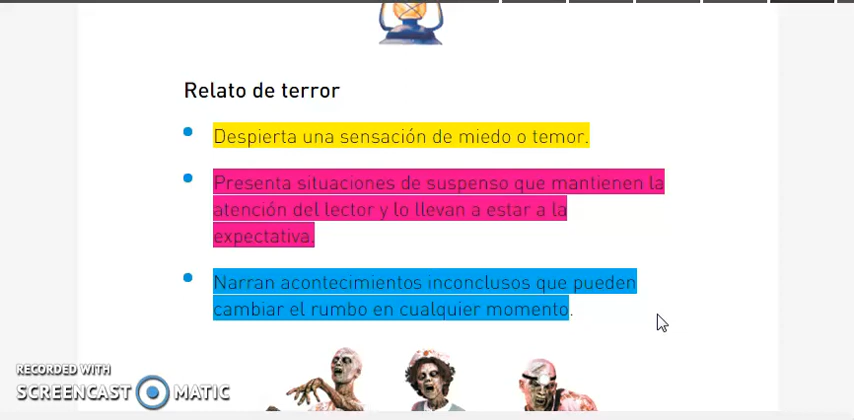 Relato de terror
Despierta una sensación de miedo o temor.
Presenta situaciones de suspenso que mantienen la
atención del lector y lo llevan a estar a la
expectativa.
Narran acontecimientos inconclusos que pueden
cambiar el rumbo en cualquier momento.
RECORDED WITH
SCREENCAST MATIC